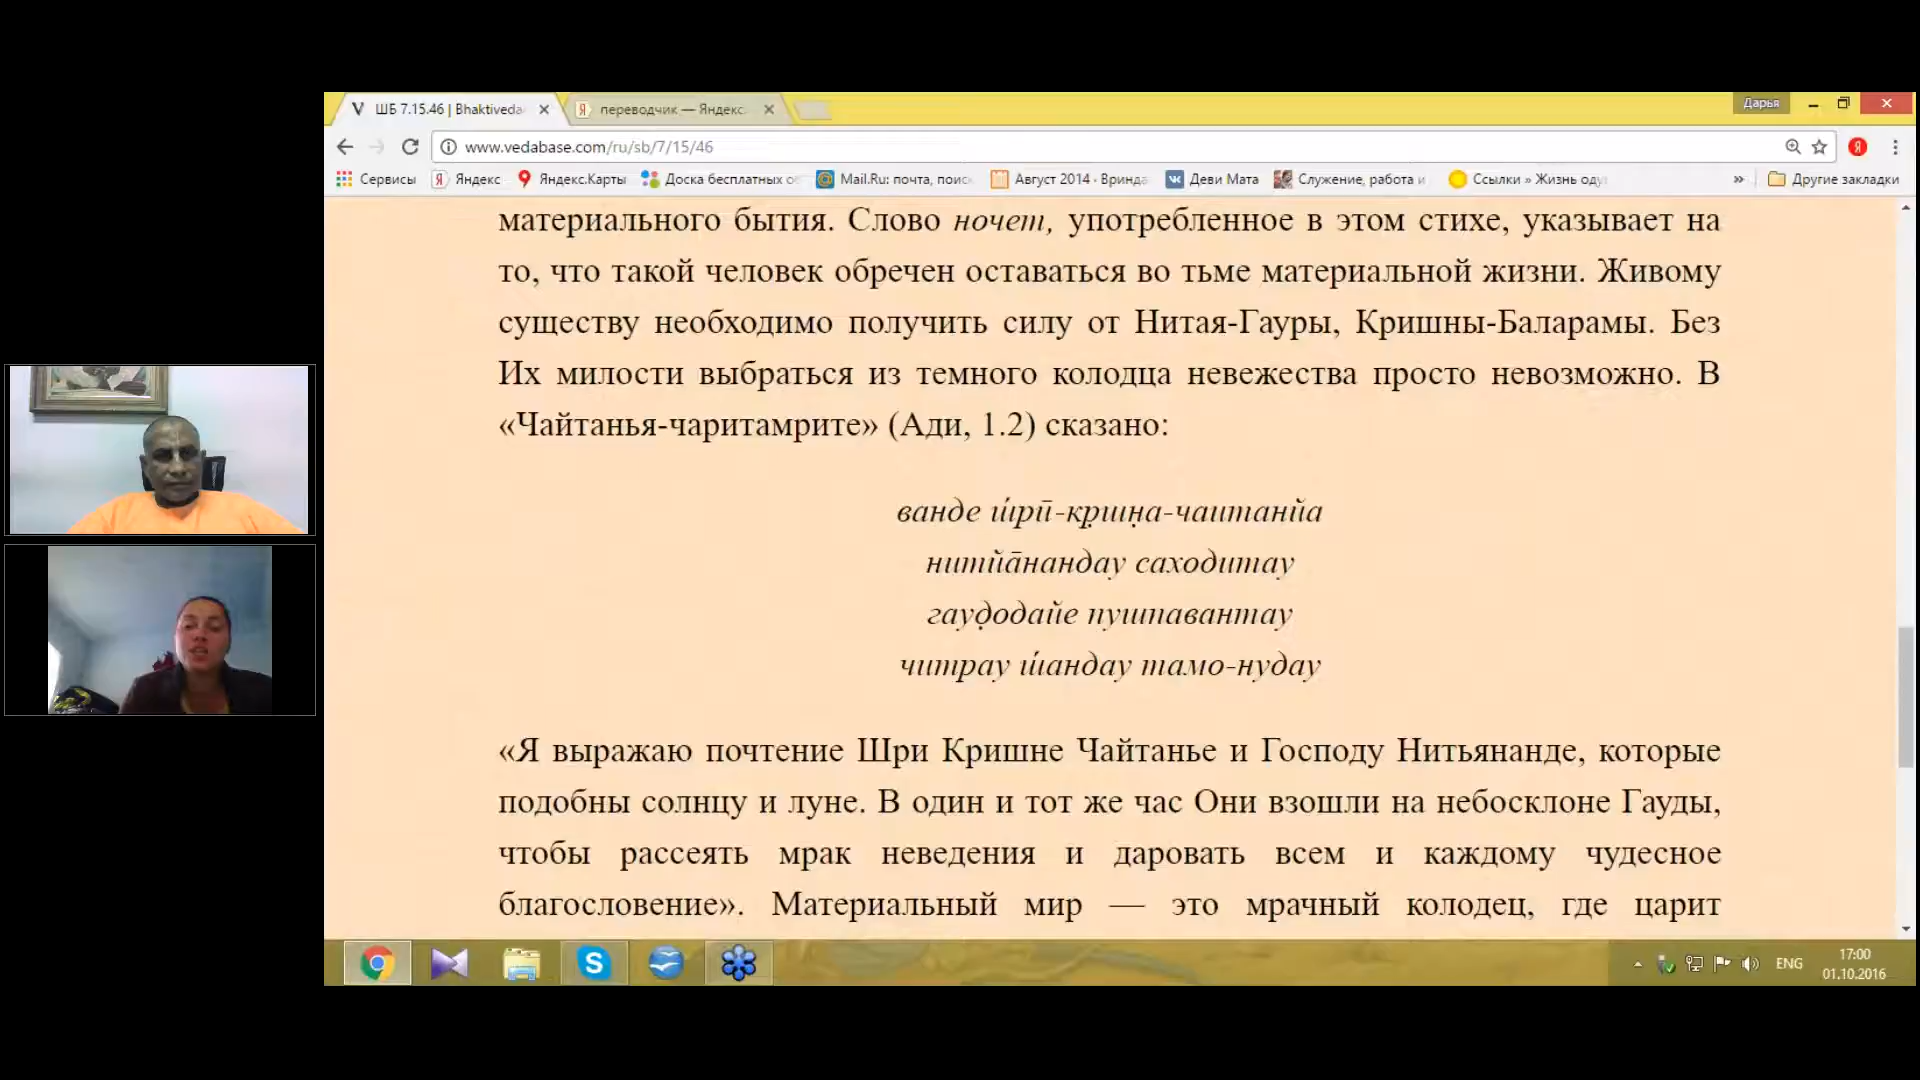 ШБ 7.15.46 | Bhaktiveda
переводчик — Яндекс
Дарья
www.vedabase.com/ru/sb/7/15/46
Сервисы
Яндекс
Яндекс.Карты
Доска бесплатных о
Mail.Ru: почта, поис
Август 2014 - Вринда
Деви Мата
Служение, работа и
Ссылки » Жизнь оду
»
Другие закладки
материального бытия. Слово ночет, употребленное в этом стихе, указывает на
то, что такой человек обречен оставаться во тьме материальной жизни. Живому
существу необходимо получить силу от Нитая-Гауры, Кришны-Баларамы. Без
Их милости выбраться из темного колодца невежества просто невозможно. В
«Чайтанья-чаритамрите» (Ади, 1.2) сказано:
ванде ш́рӣ-кр̣шн̣а-чаитанйа
нитйа̄нандау саходитау
гауд̣одайе пушпавантау
читрау ш́андау тамо-нудау
«Я выражаю почтение Шри Кришне Чайтанье и Господу Нитьянанде, которые
подобны солнцу и луне. В один и тот же час Они взошли на небосклоне Гауды,
чтобы рассеять мрак неведения и даровать всем и каждому чудесное
благословение». Материальный мир — это мрачный колодец, где царит
ENG
17:00
01.10.2016